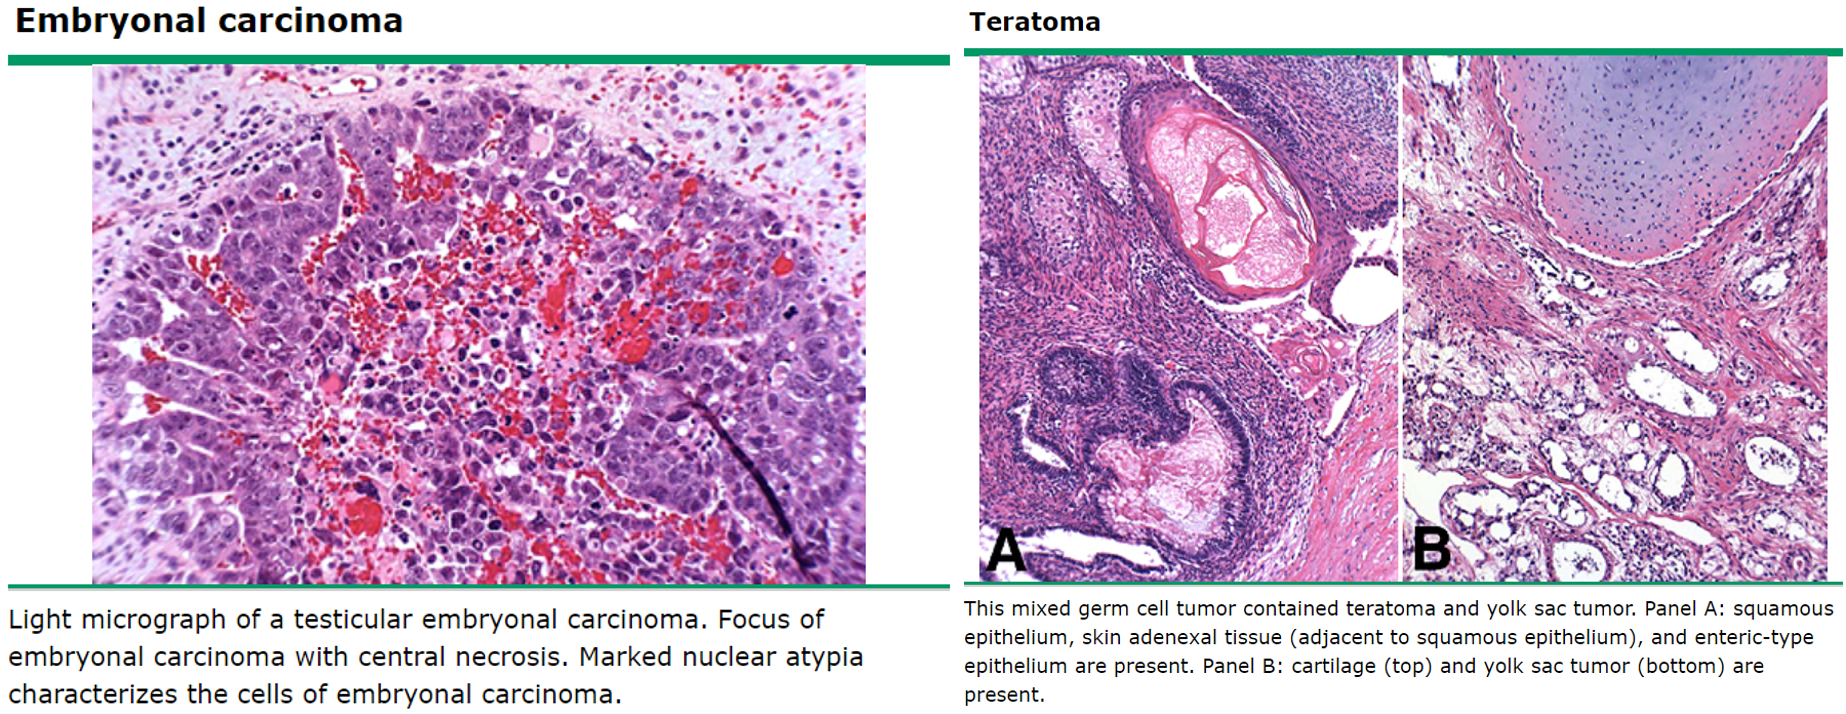 Embryonal carcinoma
Light micrograph of a testicular embryonal carcinoma. Focus of
embryonal carcinoma with central necrosis. Marked nuclear atypia
characterizes the cells of embryonal carcinoma.
Teratoma
A
B
This mixed germ cell tumor contained teratoma and yolk sac tumor. Panel A: squamous
epithelium, skin adenexal tissue (adjacent to squamous epithelium), and enteric-type
epithelium are present. Panel B: cartilage (top) and yolk sac tumor (bottom) are
present.